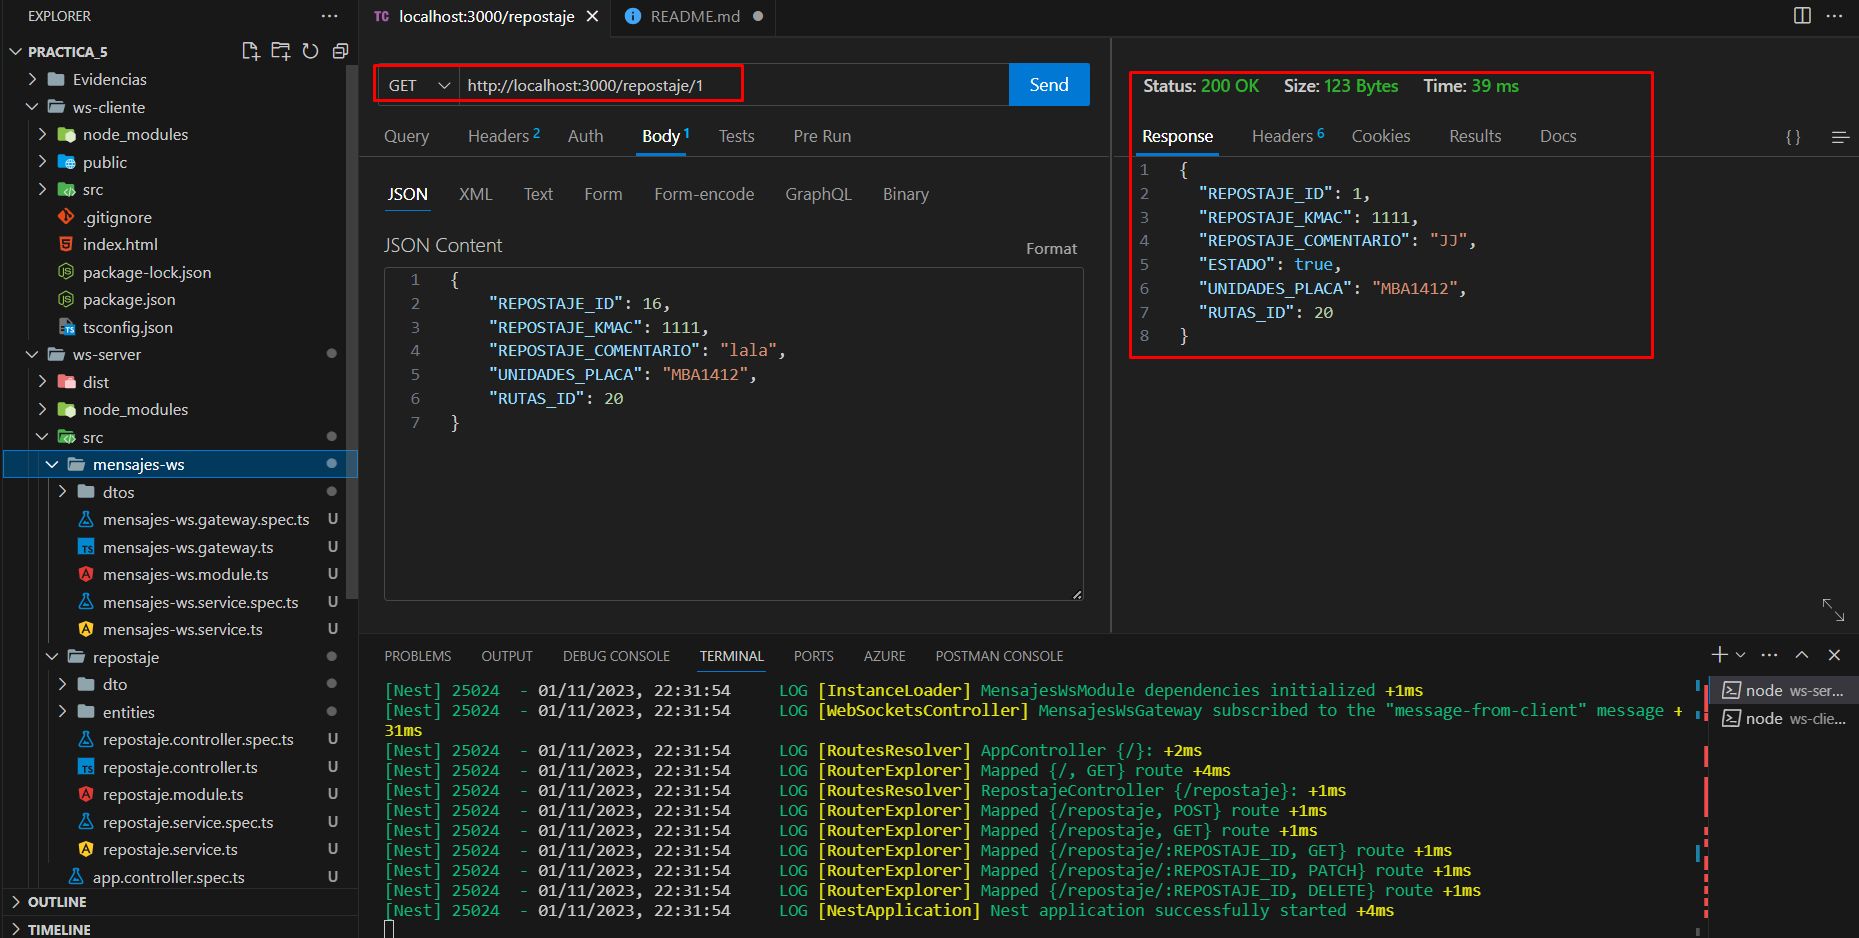 EXPLORER
PRACTICA_5
Evidencias
ws-cliente
node_modules
public
src
.gitignore
index.html
package-lock.json
package.json
tsconfig.json
ws-server
dist
node_modules
src
mensajes-ws
dtos
mensajes-ws.gateway.spec.ts U
mensajes-ws.gateway.ts U
mensajes-ws.module.ts U
mensajes-ws.service.spec.ts U
mensajes-ws.service.ts U
repostaje
dto
entities
repostaje.controller.spec.ts U
repostaje.controller.ts U
repostaje.module.ts U
repostaje.service.spec.ts U
repostaje.service.ts U
app.controller.spec.ts U
OUTLINE
TIMELINE
TC localhost:3000/repostaje README.md
GET http://localhost:3000/repostaje/1 Send
Query Headers 2 Auth Body 1 Tests Pre Run
JSON XML Text Form Form-encode GraphQL Binary
JSON Content Format
1 {
2 "REPOSTAJE_ID": 16,
3 "REPOSTAJE_KMAC": 1111,
4 "REPOSTAJE_COMENTARIO": "lala",
5 "UNIDADES_PLACA": "MBA1412",
6 "RUTAS_ID": 20
7 }
Status: 200 OK Size: 123 Bytes Time: 39 ms
Response Headers 6 Cookies Results Docs {}
1 {
2 "REPOSTAJE_ID": 1,
3 "REPOSTAJE_KMAC": 1111,
4 "REPOSTAJE_COMENTARIO": "JJ",
5 "ESTADO": true,
6 "UNIDADES_PLACA": "MBA1412",
7 "RUTAS_ID": 20
8 }
PROBLEMS OUTPUT DEBUG CONSOLE TERMINAL PORTS AZURE POSTMAN CONSOLE
[Nest] 25024 - 01/11/2023, 22:31:54 LOG [InstanceLoader] MensajesWsModule dependencies initialized +1ms
[Nest] 25024 - 01/11/2023, 22:31:54 LOG [WebSocketsController] MensajesWsGateway subscribed to the "message-from-client" message +
31ms
[Nest] 25024 - 01/11/2023, 22:31:54 LOG [RoutesResolver] AppController {/}: +2ms
[Nest] 25024 - 01/11/2023, 22:31:54 LOG [RouterExplorer] Mapped {/, GET} route +4ms
[Nest] 25024 - 01/11/2023, 22:31:54 LOG [RoutesResolver] RepostajeController {/repostaje}: +1ms
[Nest] 25024 - 01/11/2023, 22:31:54 LOG [RouterExplorer] Mapped {/repostaje, POST} route +1ms
[Nest] 25024 - 01/11/2023, 22:31:54 LOG [RouterExplorer] Mapped {/repostaje, GET} route +1ms
[Nest] 25024 - 01/11/2023, 22:31:54 LOG [RouterExplorer] Mapped {/repostaje/:REPOSTAJE_ID, GET} route +1ms
[Nest] 25024 - 01/11/2023, 22:31:54 LOG [RouterExplorer] Mapped {/repostaje/:REPOSTAJE_ID, PATCH} route +1ms
[Nest] 25024 - 01/11/2023, 22:31:54 LOG [RouterExplorer] Mapped {/repostaje/:REPOSTAJE_ID, DELETE} route +1ms
[Nest] 25024 - 01/11/2023, 22:31:54 LOG [NestApplication] Nest application successfully started +4ms
node ws-ser...
node ws-clie...